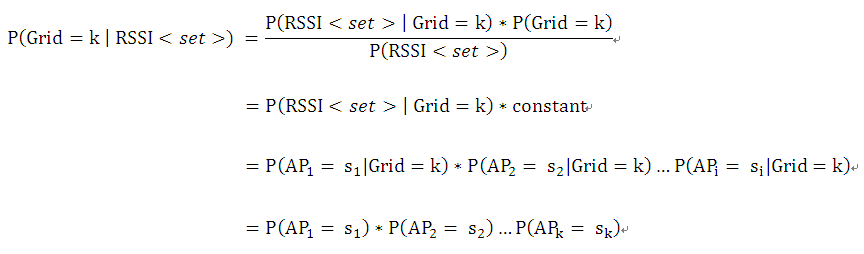 P(Grid = k | RSSI < set >) = P(RSSI < set > | Grid = k) * P(Grid = k) / P(RSSI < set >)
= P(RSSI < set > | Grid = k) * constant
= P(AP₁ = s₁|Grid = k) * P(AP₂ = s₂|Grid = k) … P(APᵢ = sᵢ|Grid = k)
= P(AP₁ = s₁) * P(AP₂ = s₂) … P(APₖ = sₖ)